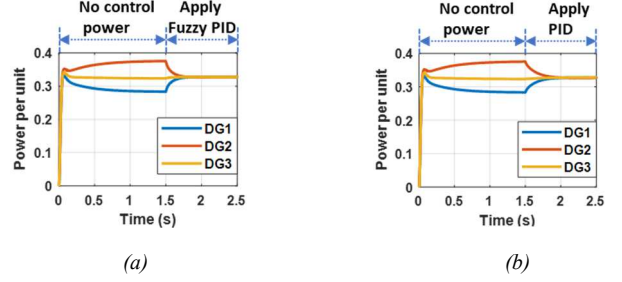 No control power
Apply Fuzzy PID
Power per unit
0.4
0.3
0.2
0.1
0
DG1
DG2
DG3
0 0.5 1 1.5 2 2.5
Time (s)
(a)
No control power
Apply PID
Power per unit
0.4
0.3
0.2
0.1
0
DG1
DG2
DG3
0 0.5 1 1.5 2 2.5
Time (s)
(b)